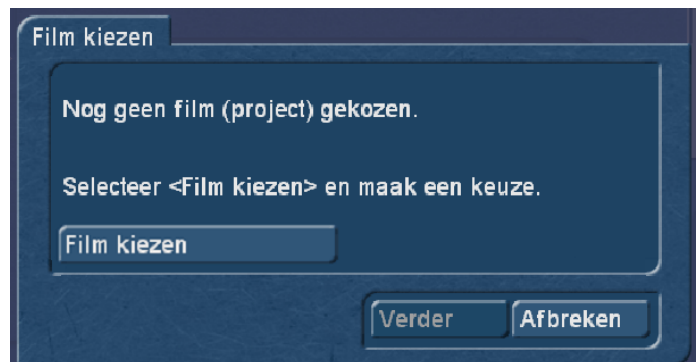 Film kiezen
Nog geen film (project) gekozen.
Selecteer <Film kiezen> en maak een keuze.
Film kiezen
Verder Afbreken